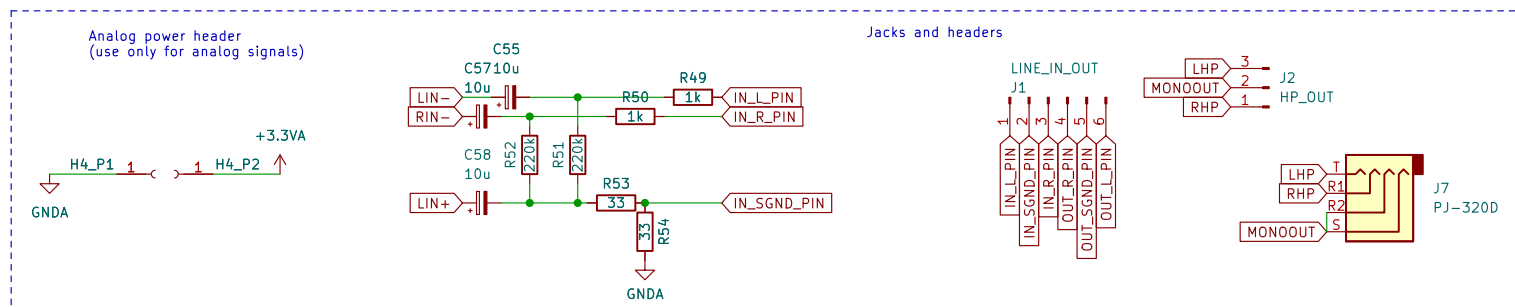 Analog power header
(use only for analog signals)
Jacks and headers
+3.3VA
H4_P1
1
1
H4_P2
GNDA
C55
C57
10u
10u
LIN-
RIN-
+
+
R49
1k
IN_L_PIN
R50
1k
IN_R_PIN
R52
220k
R51
220k
C58
10u
LIN+
+
R53
33
IN_SGND_PIN
33
R54
GNDA
LINE_IN_OUT
J1
1
2
3
4
5
6
IN_L_PIN
IN_SGND_PIN
IN_R_PIN
OUT_R_PIN
OUT_SGND_PIN
OUT_L_PIN
LHP
3
MONOOUT
2
RHP
1
J2
HP_OUT
LHP
T
RHP
R1
R2
MONOOUT
S
J7
PJ-320D